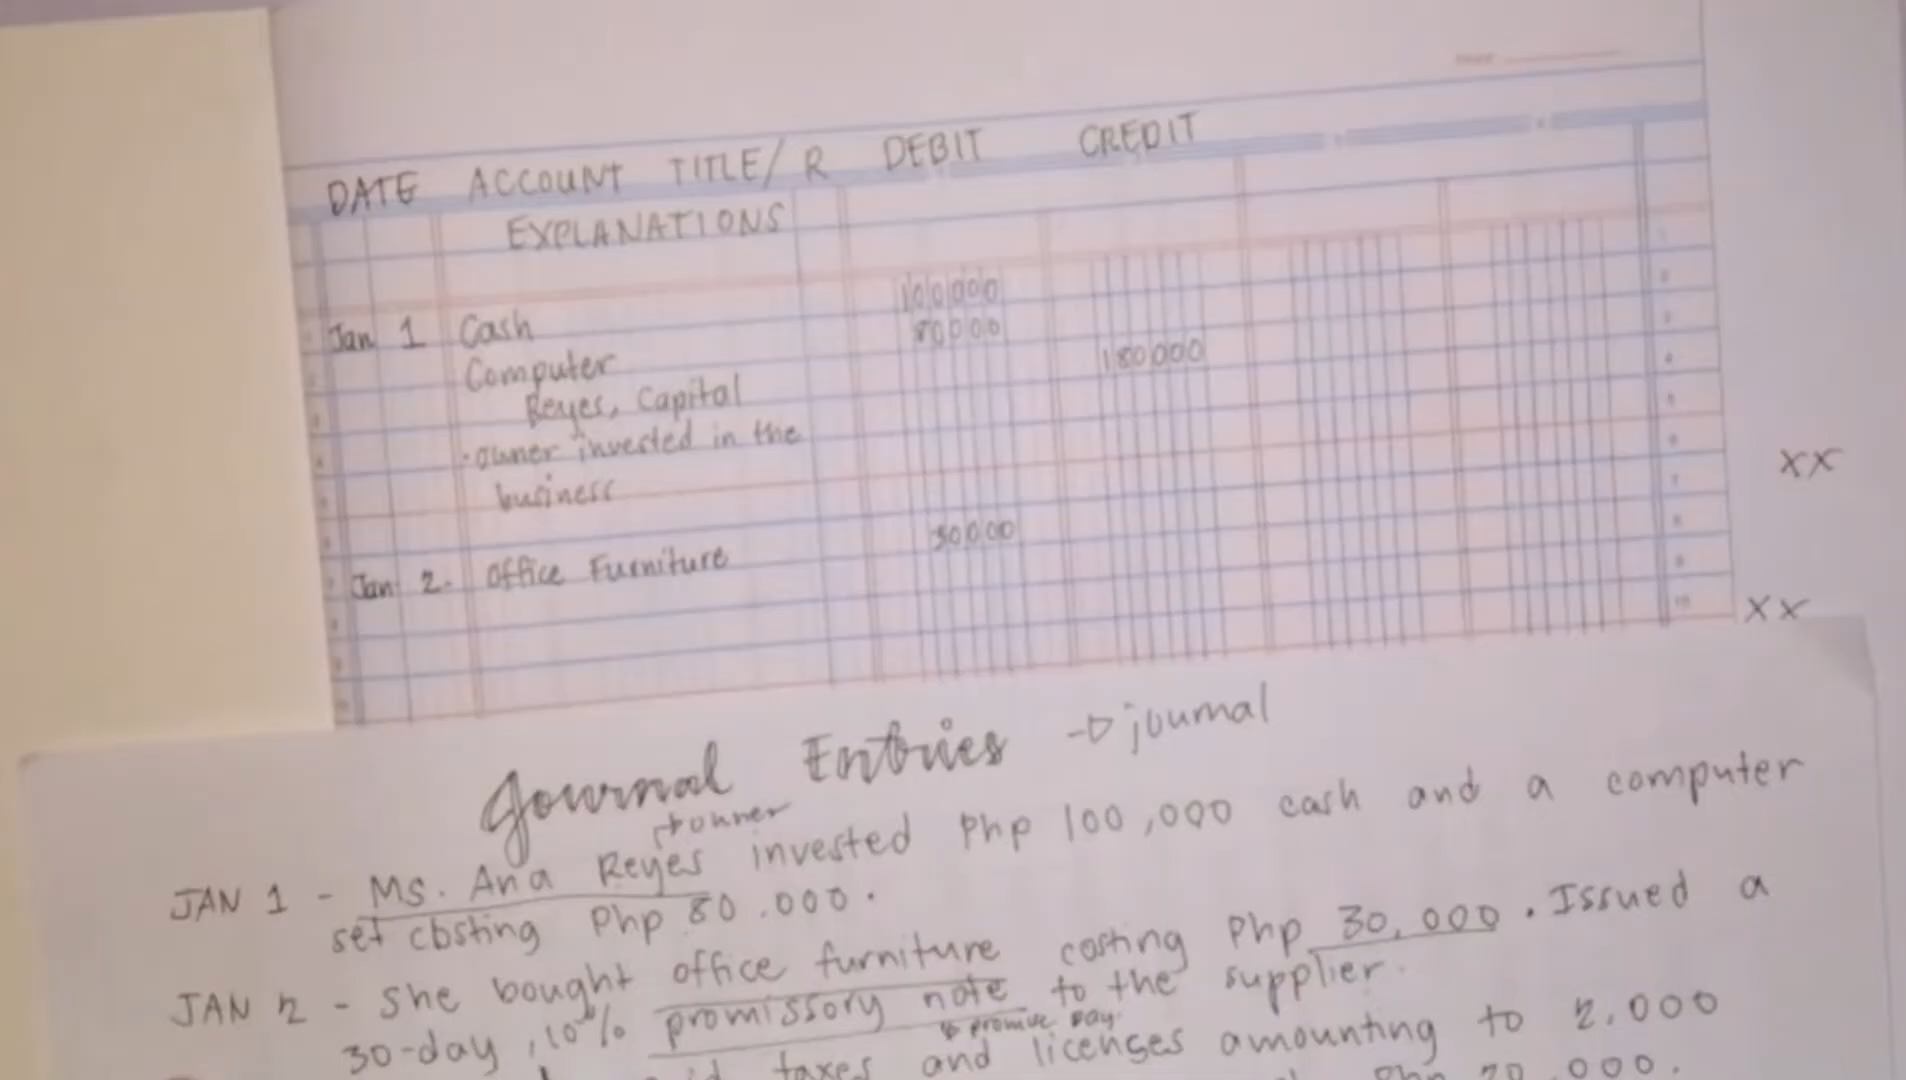 DATE ACCOUNT TITLE/ R DEBIT CREDIT
EXPLANATIONS
Jan 1 Cash 100000
Computer 80000
Reyes, Capital 180000
-owner invested in the
business
XX
Jan 2. Office Furniture 30000
XX
Journal Entries → journal
owner
JAN 1 - Ms. Ana Reyes invested Php 100,000 cash and a computer
set costing Php 80.000.
JAN 2 - She bought office furniture costing Php 30,000. Issued a
30-day, 10% promissory note to the supplier.
promise pay
taxes and licenses amounting to 2.000
000.